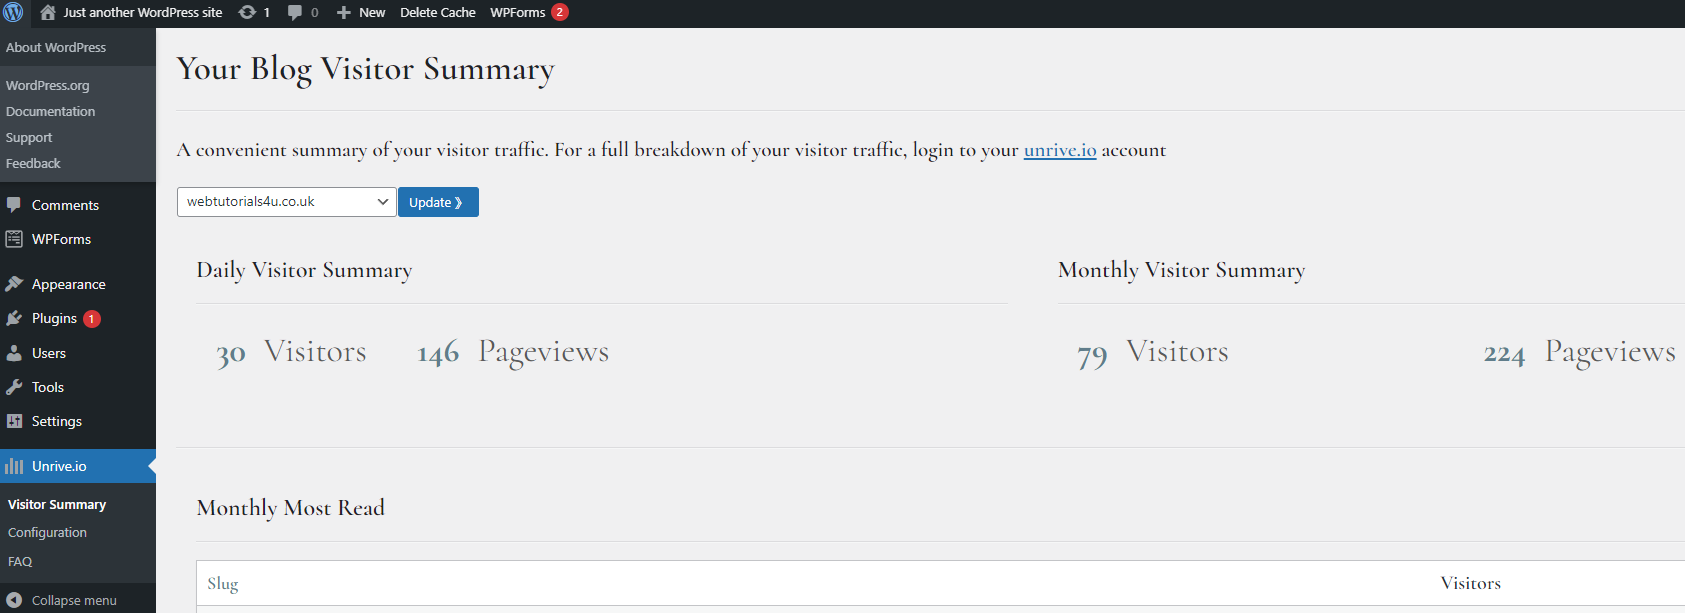 Just another WordPress site 1 0 New Delete Cache WPForms 2
About WordPress
WordPress.org
Documentation
Support
Feedback
Comments
WPForms
Appearance
Plugins 1
Users
Tools
Settings
Unrive.io
Visitor Summary
Configuration
FAQ
Collapse menu
Your Blog Visitor Summary
A convenient summary of your visitor traffic. For a full breakdown of your visitor traffic, login to your unrive.io account
webtutorials4u.co.uk Update ❯
Daily Visitor Summary
30 Visitors 146 Pageviews
Monthly Visitor Summary
79 Visitors 224 Pageviews
Monthly Most Read
Slug Visitors